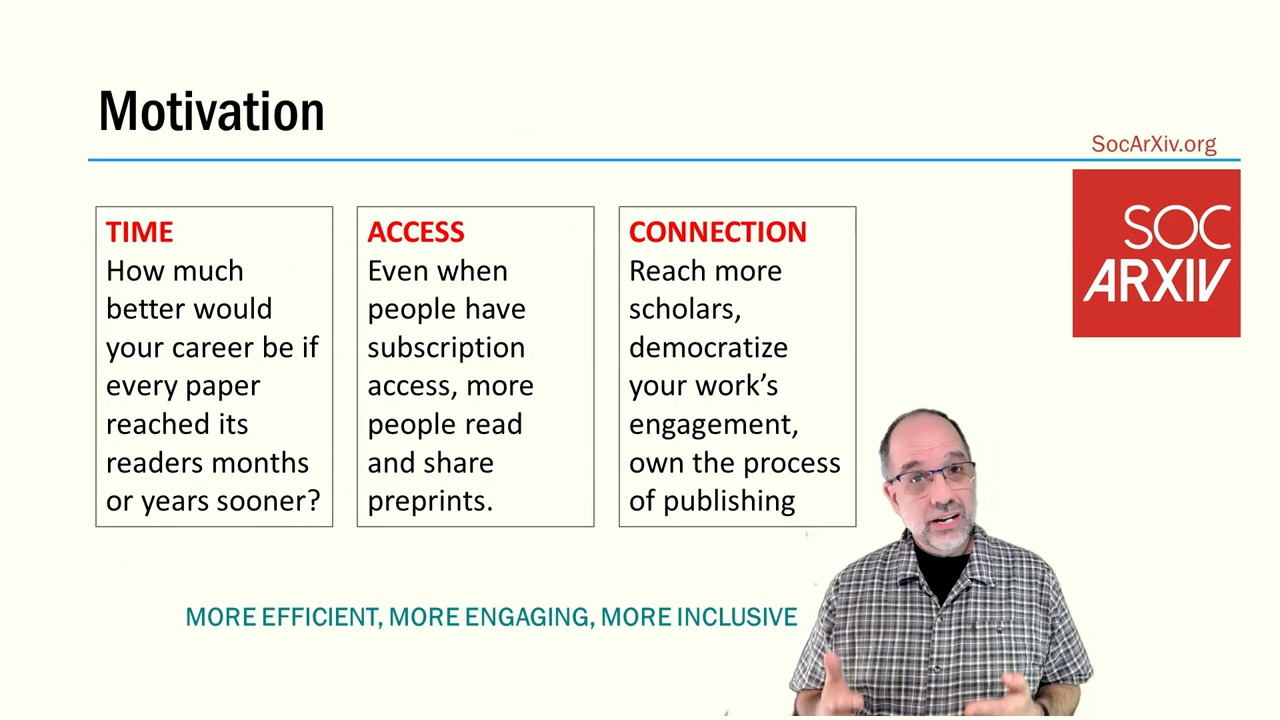 Motivation
SocArXiv.org
SOC
ARXIV
TIME
How much
better would
your career be if
every paper
reached its
readers months
or years sooner?
ACCESS
Even when
people have
subscription
access, more
people read
and share
preprints.
CONNECTION
Reach more
scholars,
democratize
your work’s
engagement,
own the process
of publishing
MORE EFFICIENT, MORE ENGAGING, MORE INCLUSIVE